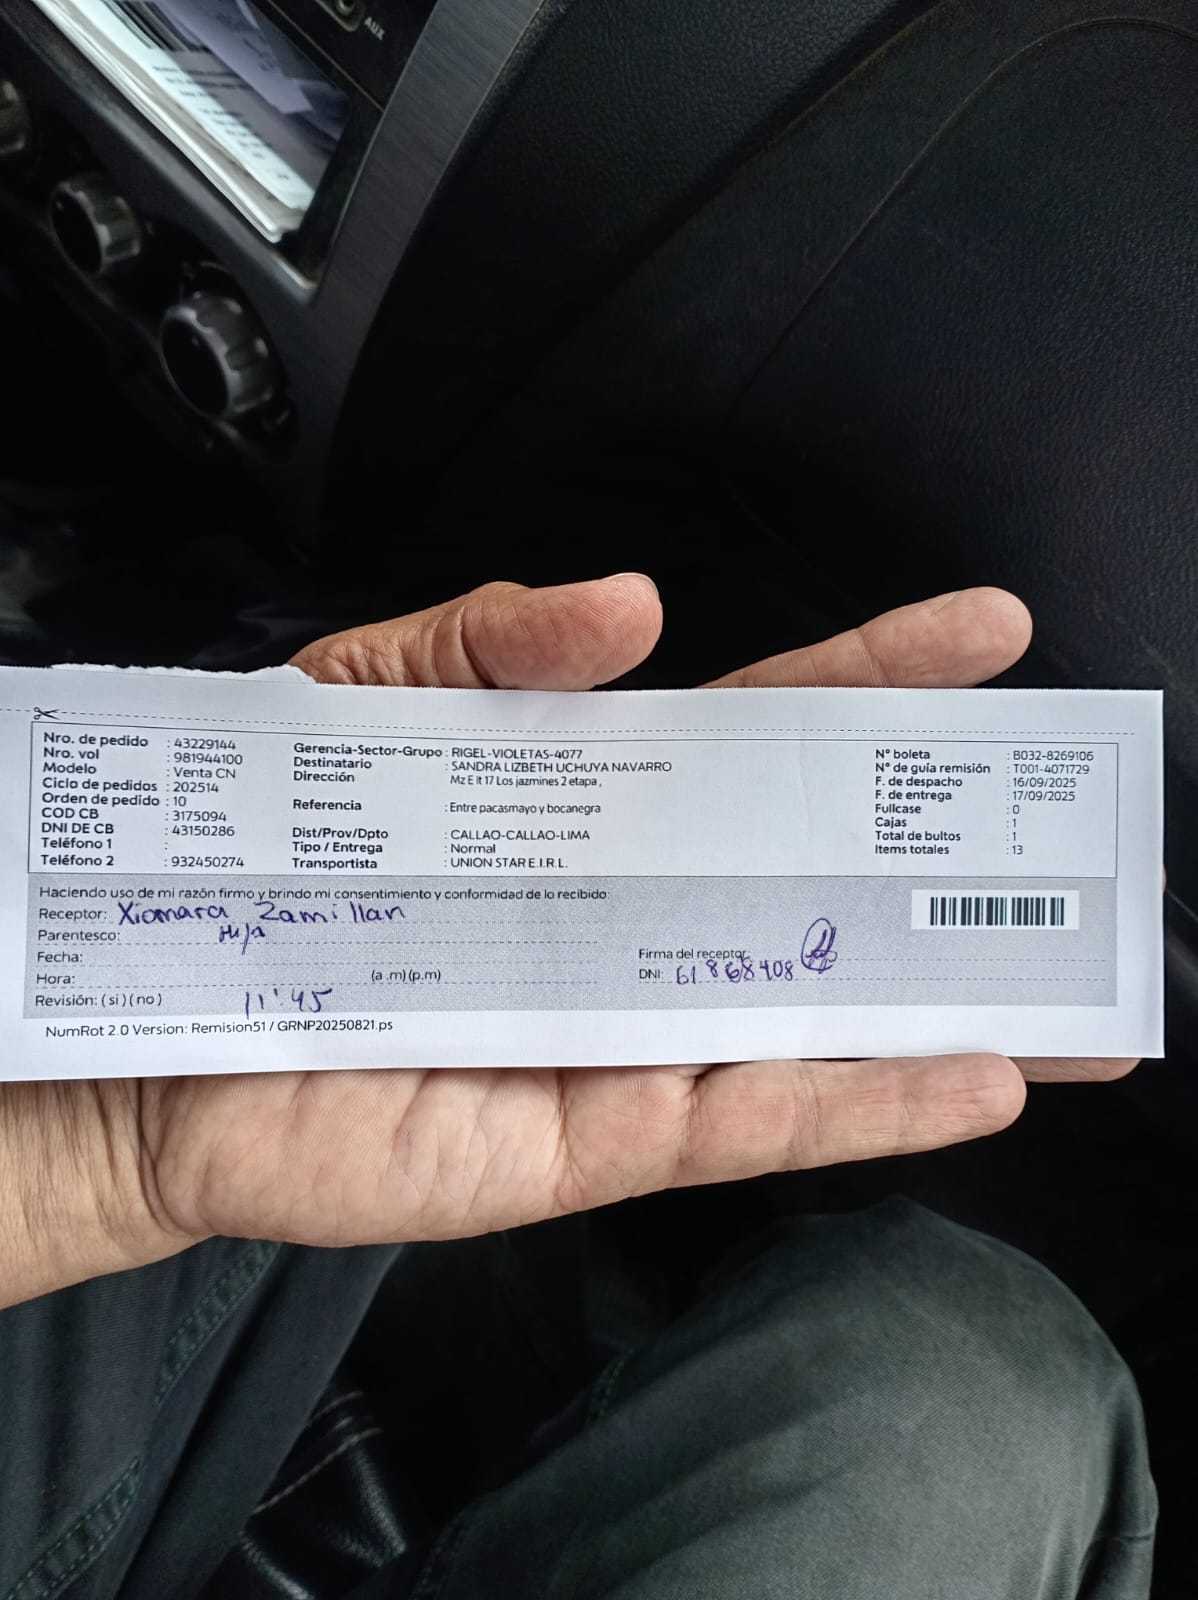 AUX
Nro. de pedido : 43229144
Nro. vol : 981944100
Modelo : Venta CN
Ciclo de pedidos : 202514
Orden de pedido : 10
COD CB : 3175094
DNI DE CB : 43150286
Teléfono 1 :
Teléfono 2 : 932450274
Gerencia-Sector-Grupo : RIGEL-VIOLETAS-4077
Destinatario : SANDRA LIZBETH UCHUYA NAVARRO
Dirección Mz E lt 17 Los jazmines 2 etapa ,
Referencia : Entre pacasmayo y bocanegra
Dist/Prov/Dpto : CALLAO-CALLAO-LIMA
Tipo / Entrega : Normal
Transportista : UNION STAR E.I.R.L.
N° boleta : B032-8269106
N° de guía remisión : T001-4071729
F. de despacho : 16/09/2025
F. de entrega : 17/09/2025
Fullcase : 0
Cajas : 1
Total de bultos : 1
Items totales : 13
Haciendo uso de mi razón firmo y brindo mi consentimiento y conformidad de lo recibido:
Receptor: Xiomara Zamillan
Parentesco: Hija
Fecha:
Hora: (a .m) (p.m)
Revisión: ( si ) ( no ) 11:45
Firma del receptor:
DNI: 61868408
NumRot 2.0 Version: Remision51 / GRNP20250821.ps